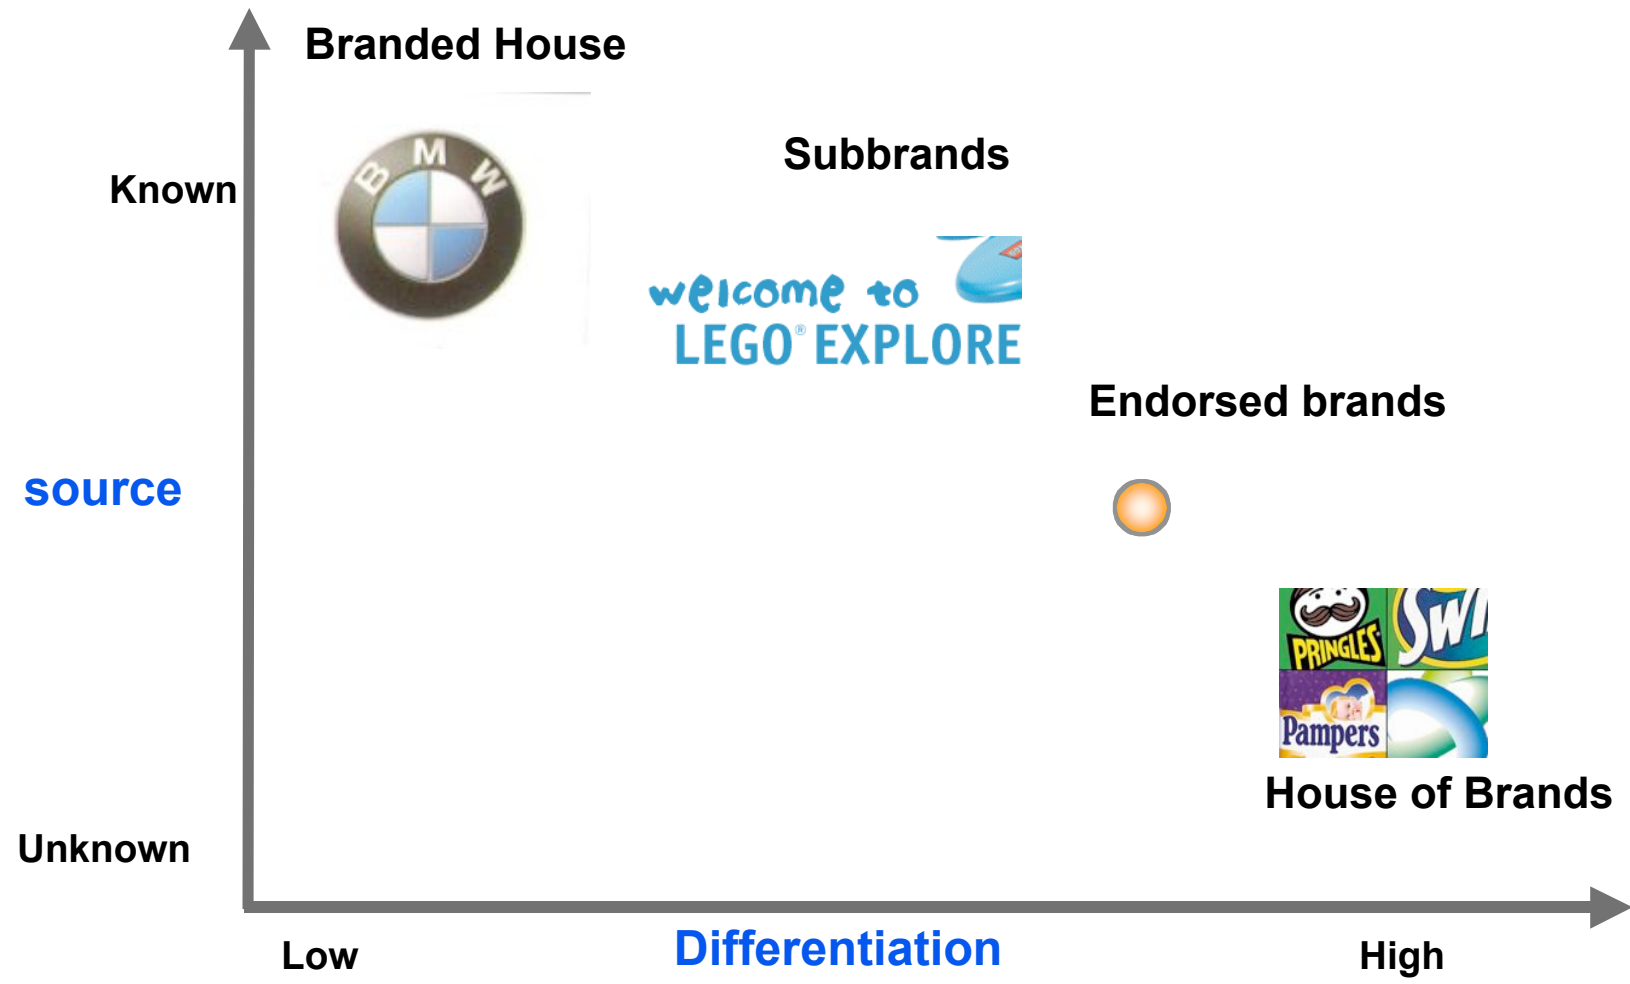 Branded House
BMW
Subbrands
Known
welcome to
LEGO® EXPLORE
Endorsed brands
source
PRINGLES
Pampers
House of Brands
Unknown
Low
Differentiation
High